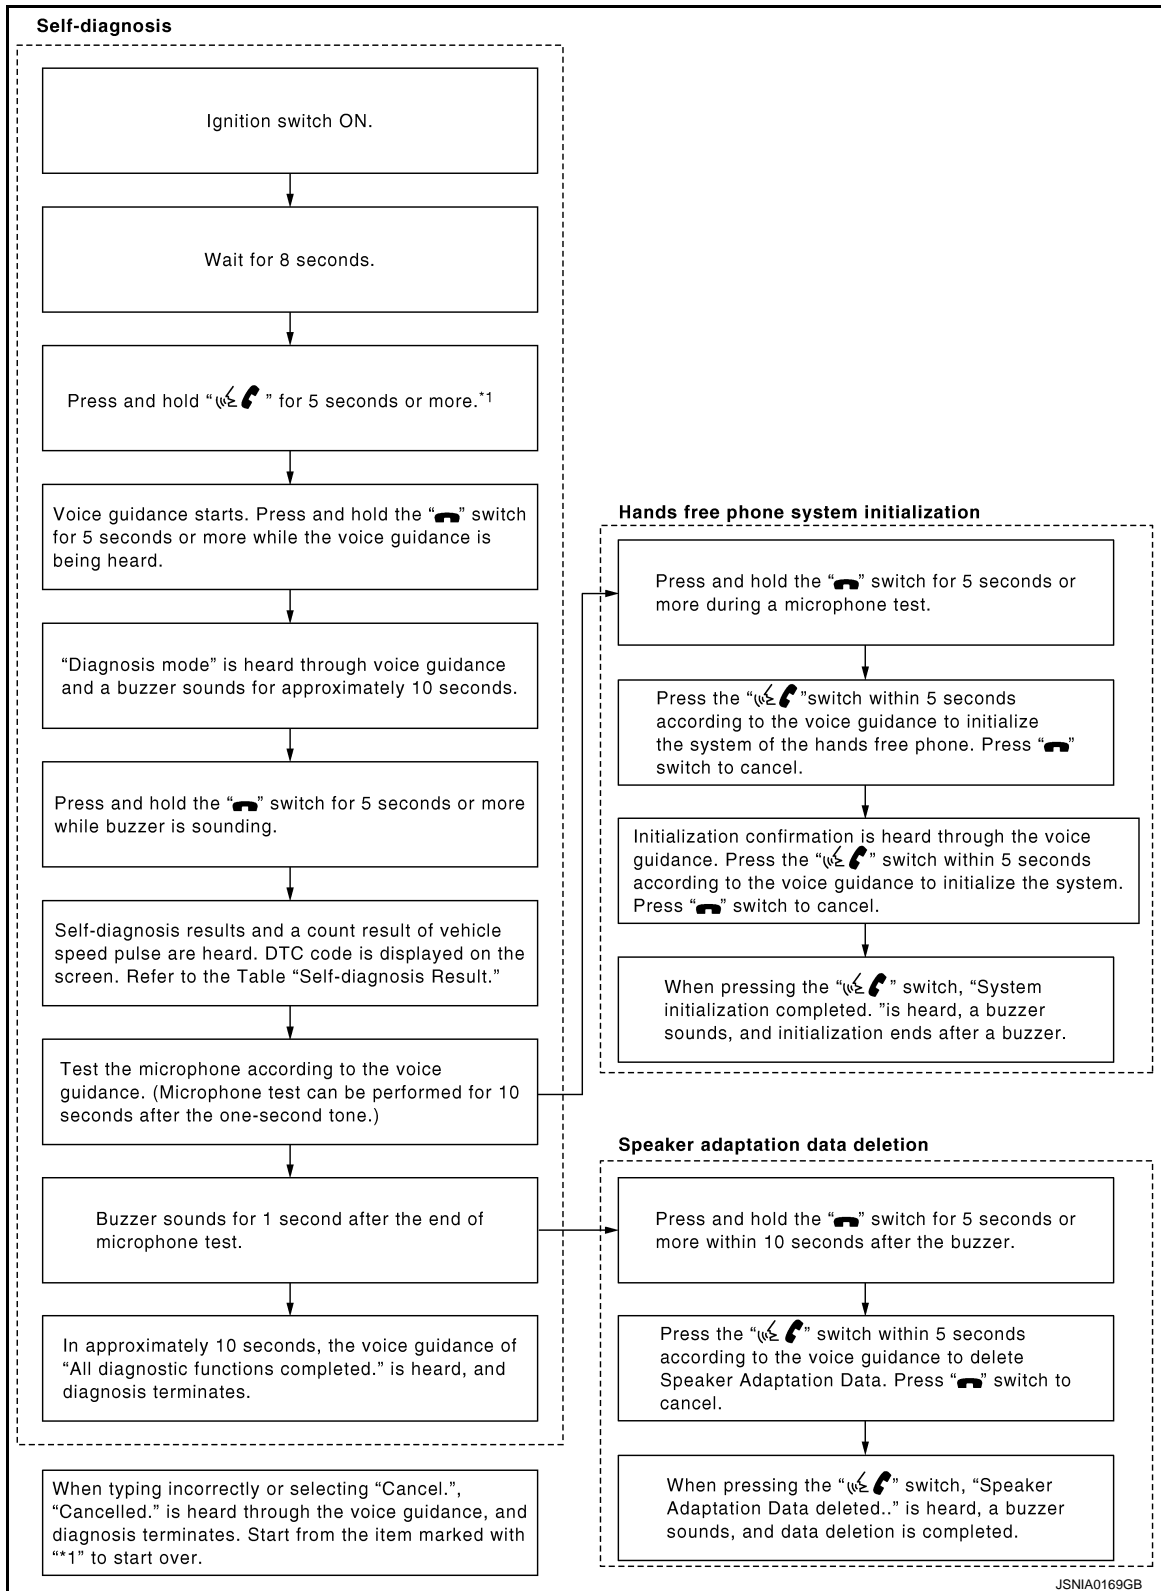 Self-diagnosis
Ignition switch ON.
Wait for 8 seconds.
Press and hold “ ” for 5 seconds or more.*1
Voice guidance starts. Press and hold the “ ” switch
for 5 seconds or more while the voice guidance is
being heard.
“Diagnosis mode” is heard through voice guidance
and a buzzer sounds for approximately 10 seconds.
Press and hold the “ ” switch for 5 seconds or more
while buzzer is sounding.
Self-diagnosis results and a count result of vehicle
speed pulse are heard. DTC code is displayed on the
screen. Refer to the Table “Self-diagnosis Result.”
Test the microphone according to the voice
guidance. (Microphone test can be performed for 10
seconds after the one-second tone.)
Buzzer sounds for 1 second after the end of
microphone test.
In approximately 10 seconds, the voice guidance of
“All diagnostic functions completed.” is heard, and
diagnosis terminates.
When typing incorrectly or selecting “Cancel.”,
“Cancelled.” is heard through the voice guidance, and
diagnosis terminates. Start from the item marked with
“*1” to start over.
Hands free phone system initialization
Press and hold the “ ” switch for 5 seconds or
more during a microphone test.
Press the “ ”switch within 5 seconds
according to the voice guidance to initialize
the system of the hands free phone. Press “ ”
switch to cancel.
Initialization confirmation is heard through the voice
guidance. Press the “ ” switch within 5 seconds
according to the voice guidance to initialize the system.
Press “ ” switch to cancel.
When pressing the “ ” switch, “System
initialization completed. ”is heard, a buzzer
sounds, and initialization ends after a buzzer.
Speaker adaptation data deletion
Press and hold the “ ” switch for 5 seconds or
more within 10 seconds after the buzzer.
Press the “ ” switch within 5 seconds
according to the voice guidance to delete
Speaker Adaptation Data. Press “ ” switch to
cancel.
When pressing the “ ” switch, “Speaker
Adaptation Data deleted..” is heard, a buzzer
sounds, and data deletion is completed.
JSNIA0169GB